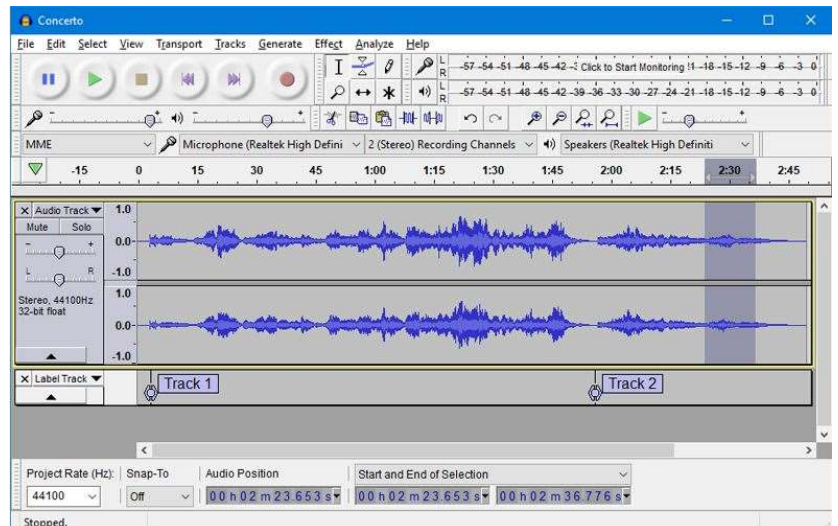 Concerto
File Edit Select View Transport Tracks Generate Effect Analyze Help
L R -57 -54 -51 -48 -45 -42 -3 Click to Start Monitoring !1 -18 -15 -12 -9 -6 -3 0
L R -57 -54 -51 -48 -45 -42 -39 -36 -33 -30 -27 -24 -21 -18 -15 -12 -9 -6 -3 0
MME Microphone (Realtek High Defini 2 (Stereo) Recording Channels Speakers (Realtek High Definiti
-15 0 15 30 45 1:00 1:15 1:30 1:45 2:00 2:15 2:30 2:45
X Audio Track 1.0
Mute Solo
- + 0.0
L R -1.0
Stereo, 44100Hz 1.0
32-bit float
0.0
-1.0
X Label Track
Track 1 Track 2
Project Rate (Hz): Snap-To Audio Position Start and End of Selection
44100 Off 00 h 02 m 23.653 s 00 h 02 m 23.653 s 00 h 02 m 36.776 s
Stopped.